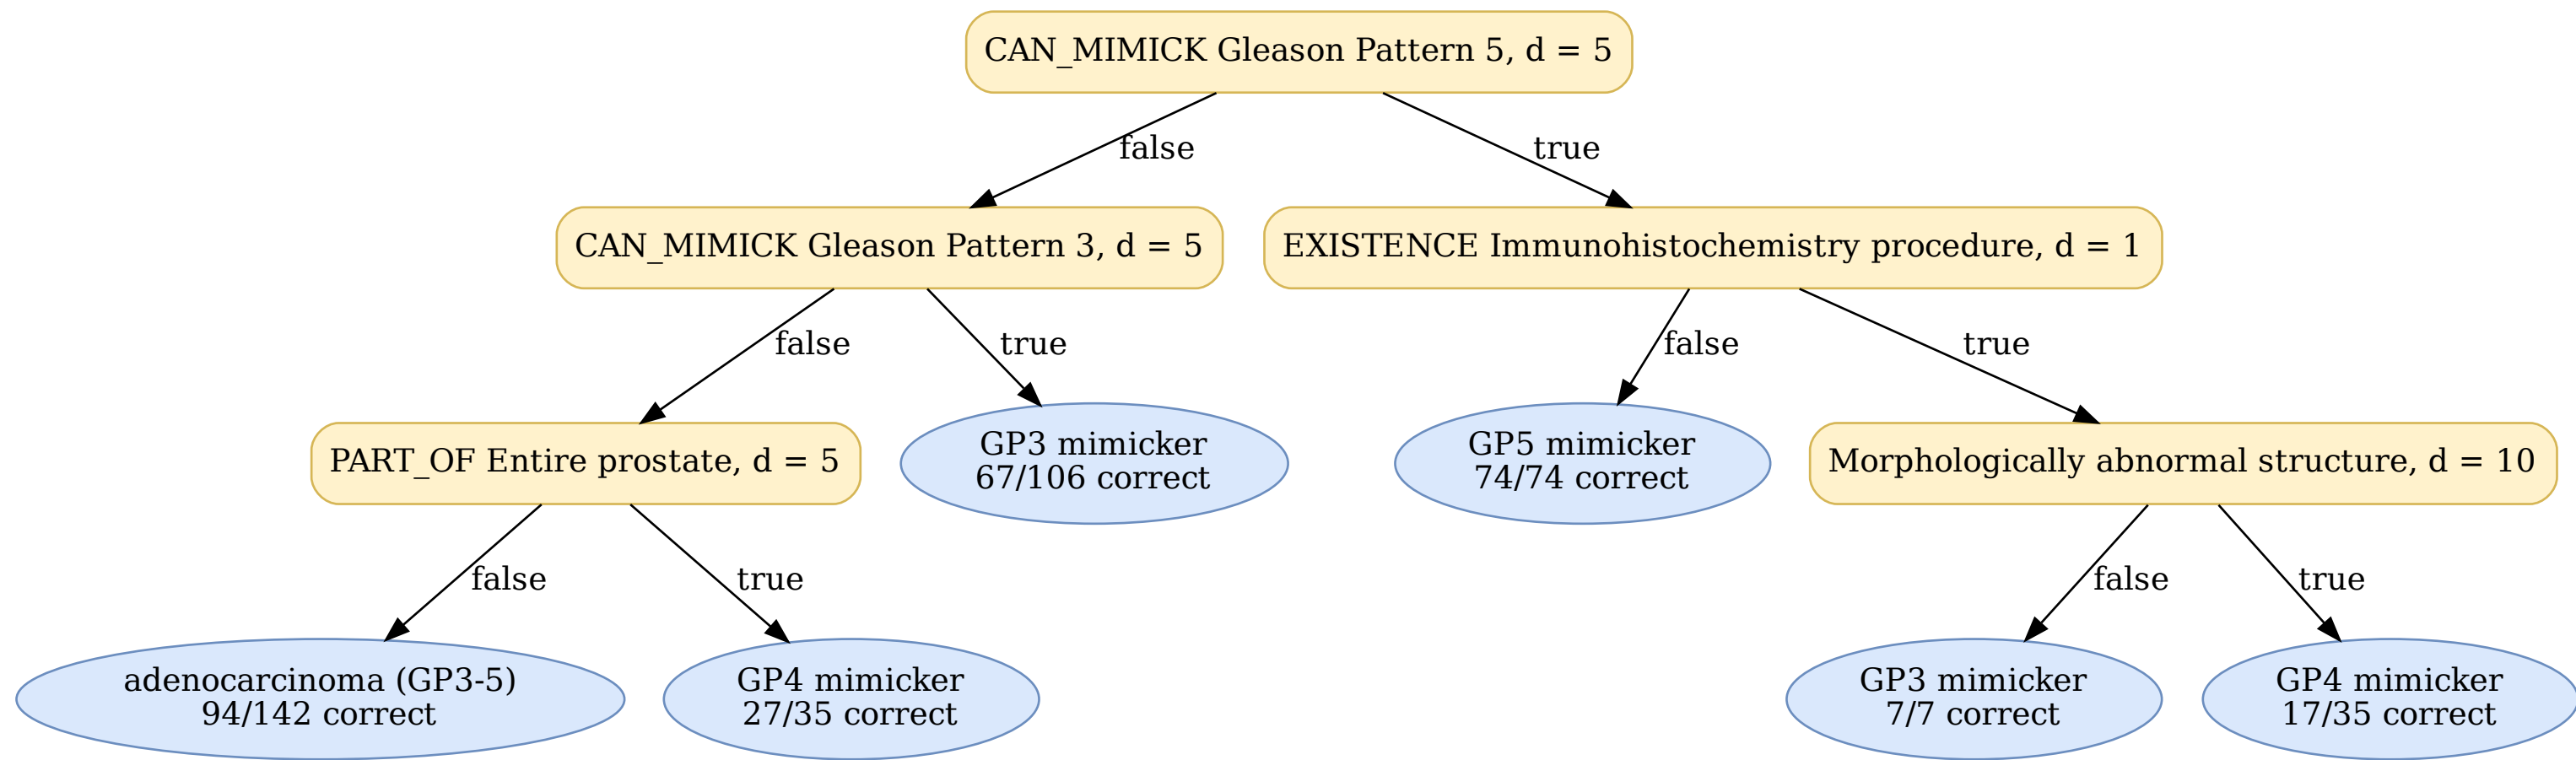 CAN_MIMICK Gleason Pattern 5, d = 5
false
true
CAN_MIMICK Gleason Pattern 3, d = 5
EXISTENCE Immunohistochemistry procedure, d = 1
false
true
false
true
PART_OF Entire prostate, d = 5
GP3 mimicker
67/106 correct
GP5 mimicker
74/74 correct
Morphologically abnormal structure, d = 10
false
true
false
true
adenocarcinoma (GP3-5)
94/142 correct
GP4 mimicker
27/35 correct
GP3 mimicker
7/7 correct
GP4 mimicker
17/35 correct